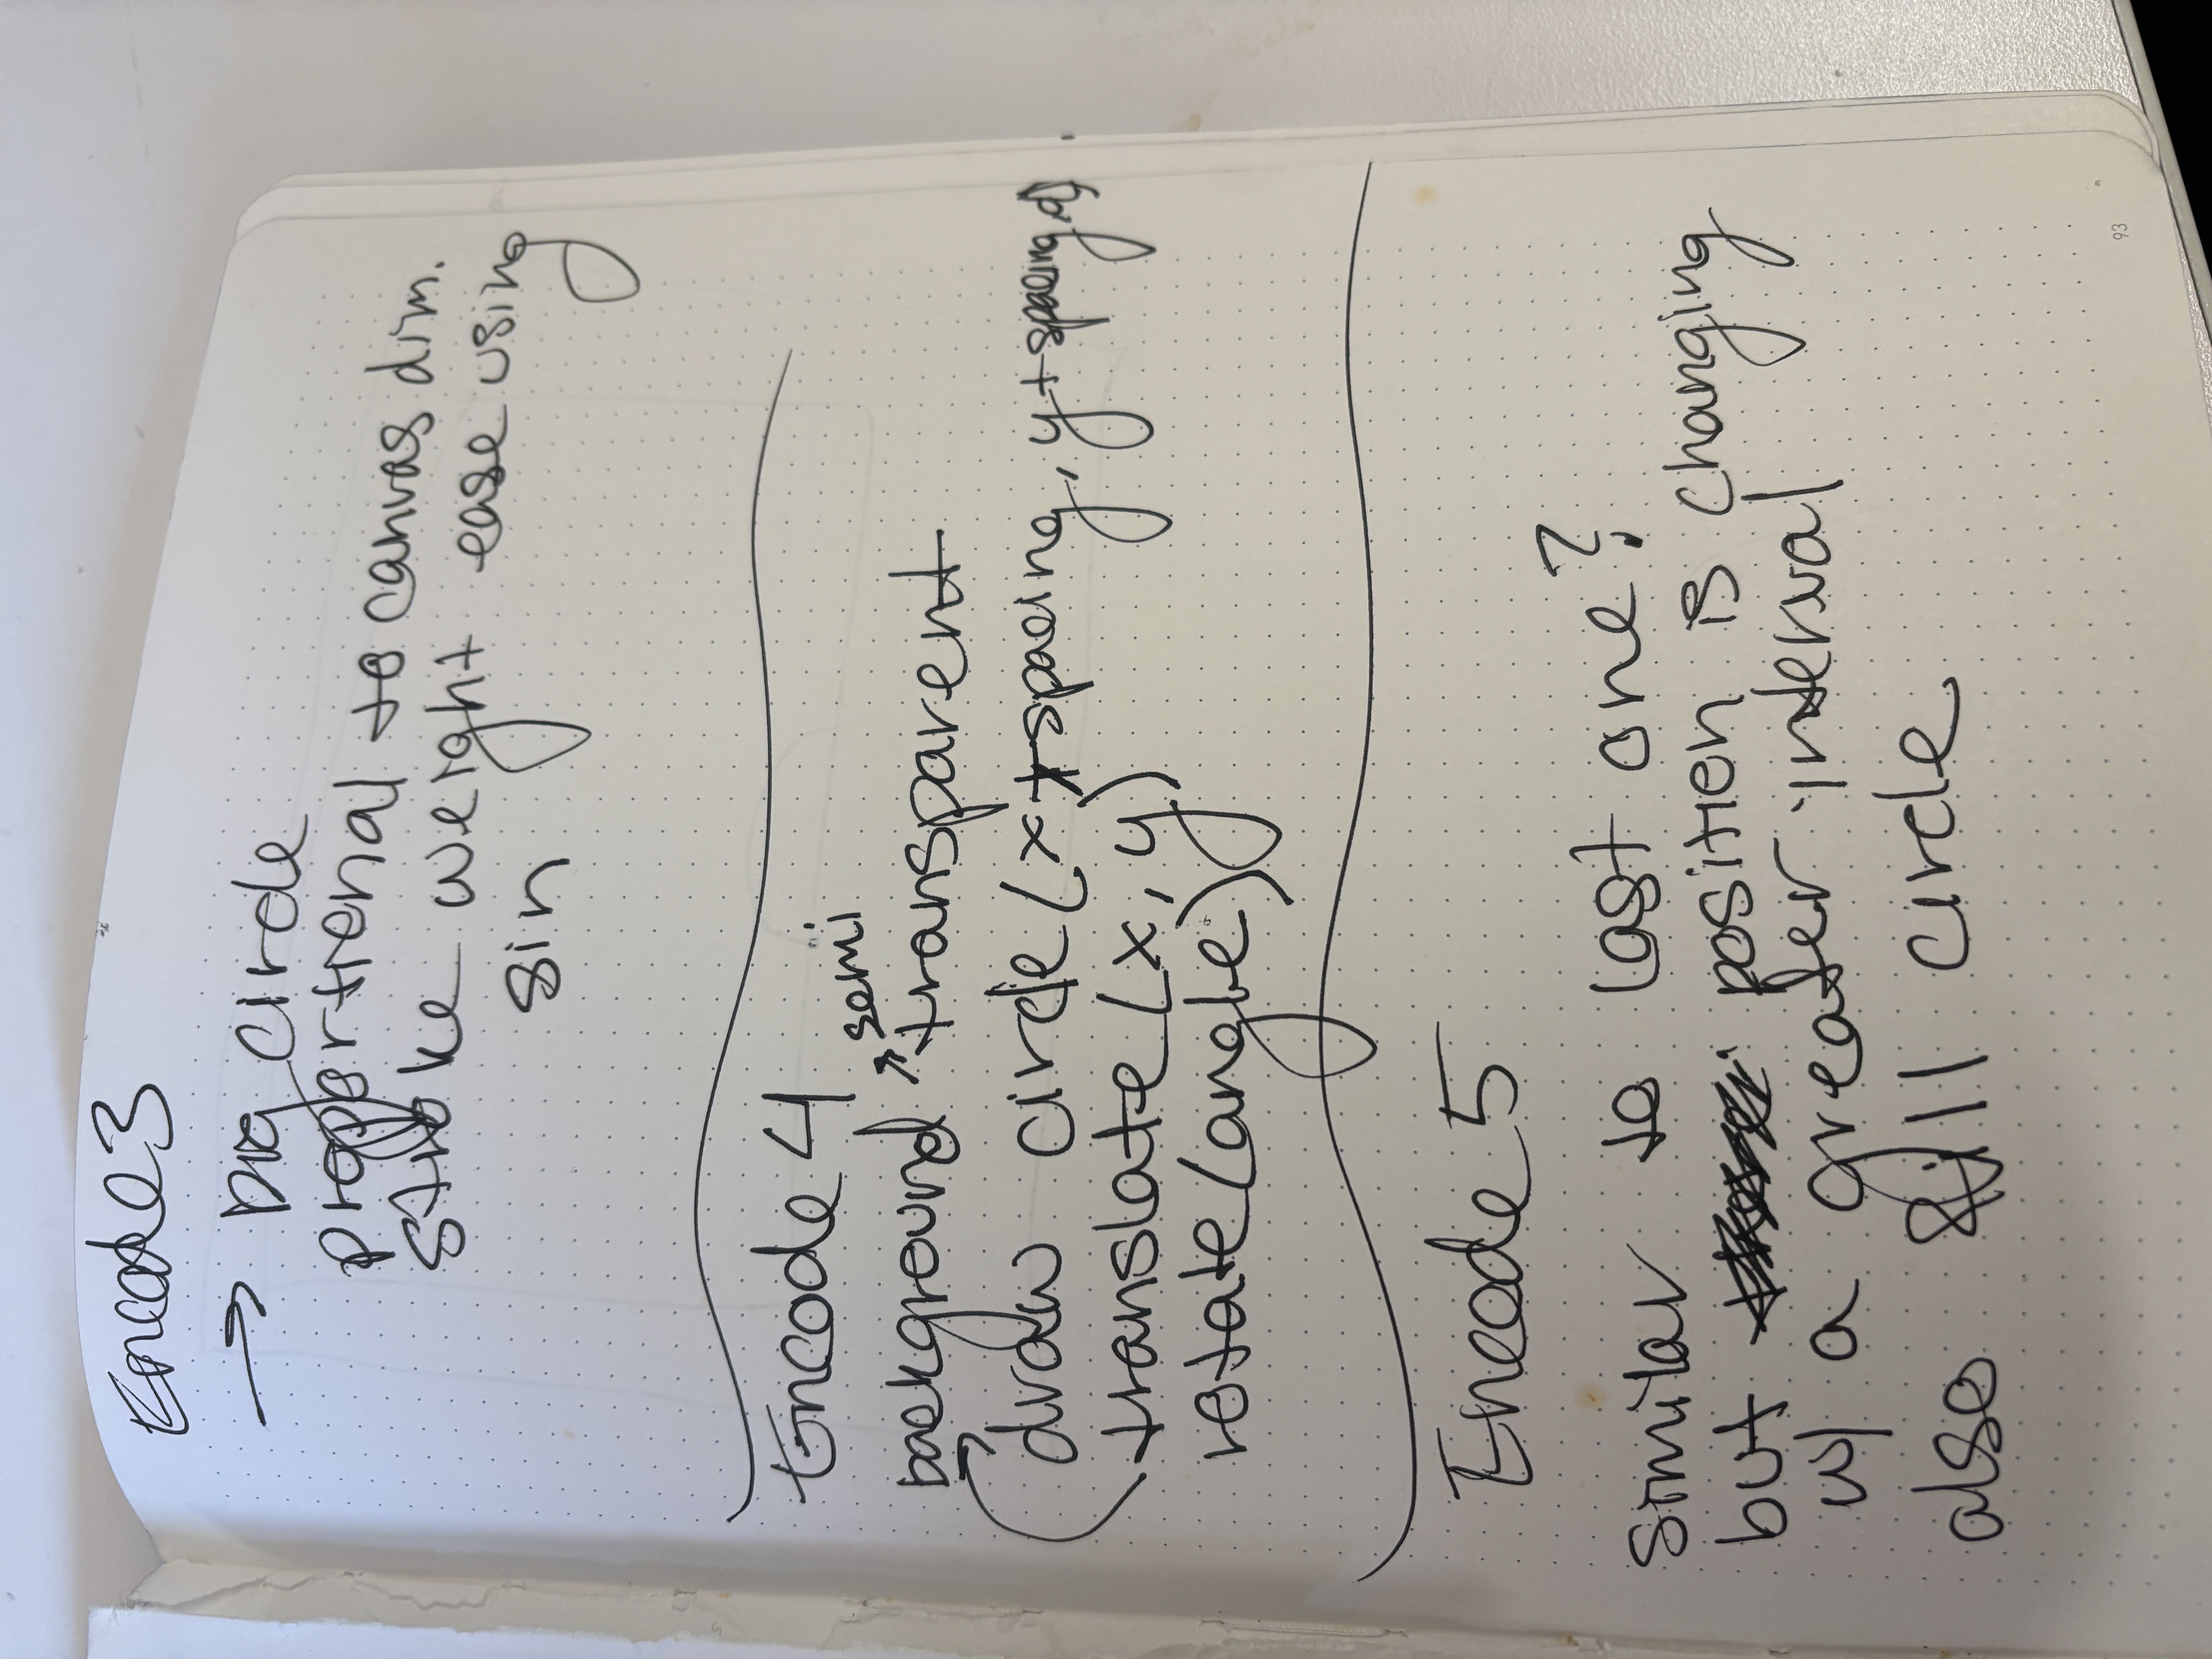 Encode 3
→ big circle
proportional to canvas dim.
stroke weight ease using
sin
Encode 4
semi
background transparent
draw circle (x + spacing, y + spacing, d)
translate (x, y)
rotate (angle)
Encode 5
similar to last one?
but position is changing
w/ a greater interval
also fill circle
93